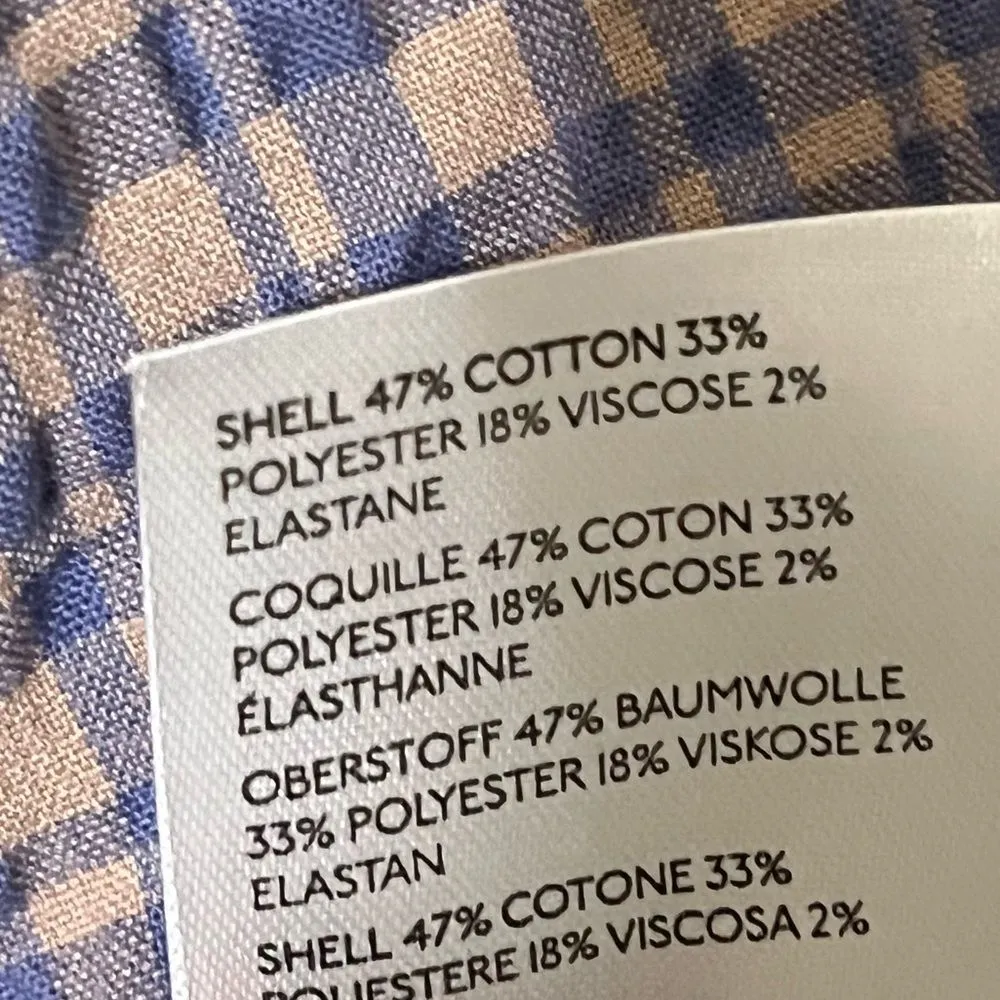 SHELL 47% COTTON 33%
POLYESTER 18% VISCOSE 2%
ELASTANE
COQUILLE 47% COTON 33%
POLYESTER 18% VISCOSE 2%
ÉLASTHANNE
OBERSTOFF 47% BAUMWOLLE
33% POLYESTER 18% VISKOSE 2%
ELASTAN
SHELL 47% COTONE 33%
POLIESTERE 18% VISCOSA 2%